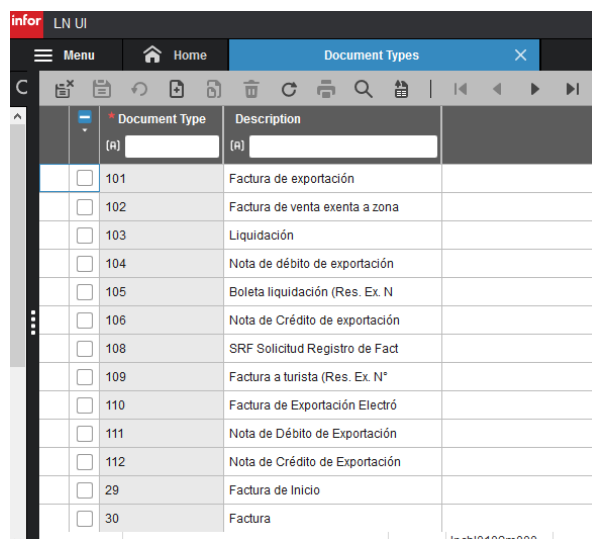 infor LN UI
Menu Home Document Types
* Document Type Description
101 Factura de exportación
102 Factura de venta exenta a zona
103 Liquidación
104 Nota de débito de exportación
105 Boleta liquidación (Res. Ex. N
106 Nota de Crédito de exportación
108 SRF Solicitud Registro de Fact
109 Factura a turista (Res. Ex. N°
110 Factura de Exportación Electró
111 Nota de Débito de Exportación
112 Nota de Crédito de Exportación
29 Factura de Inicio
30 Factura